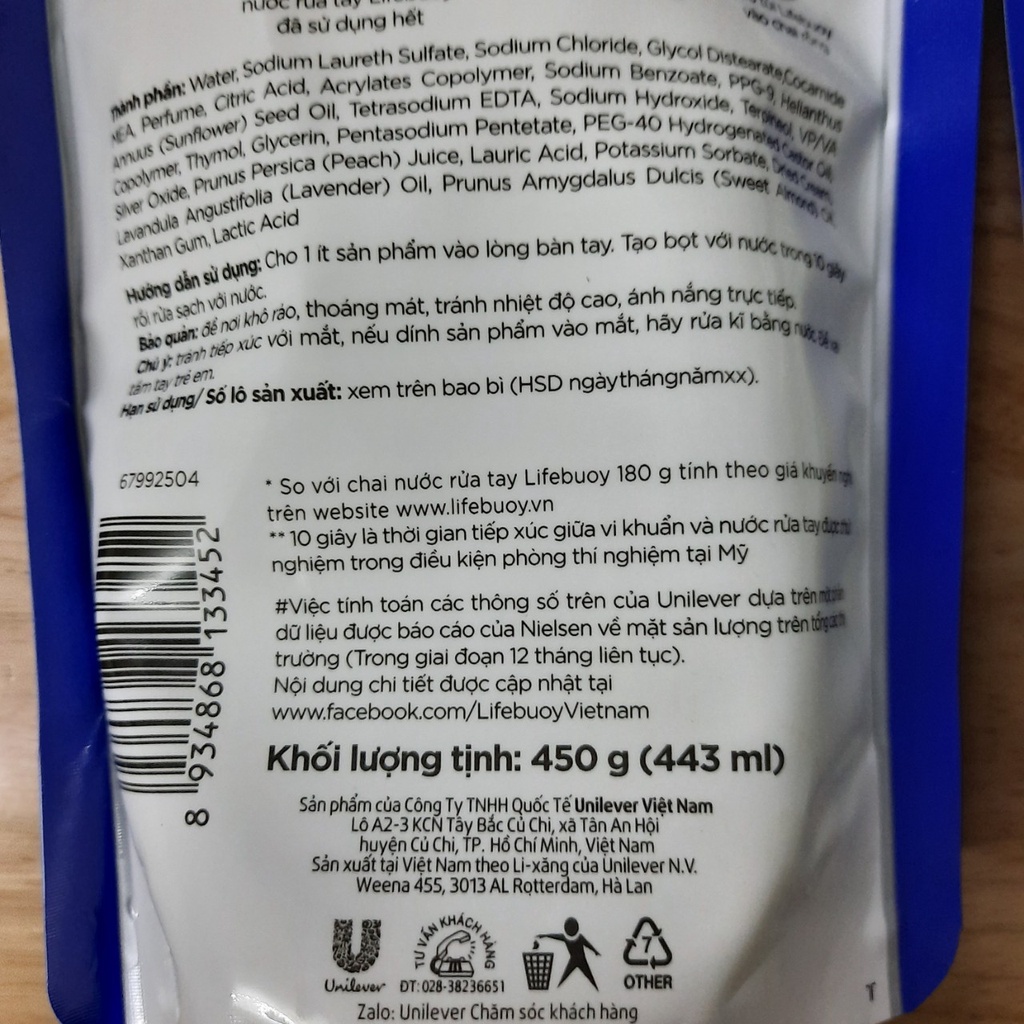 nước rửa tay
đã sử dụng hết
Thành phần: Water, Sodium Laureth Sulfate, Sodium Chloride, Glycol Distearate, Cocamide
MEA, Perfume, Citric Acid, Acrylates Copolymer, Sodium Benzoate, PPG-9, Helianthus
Annuus (Sunflower) Seed Oil, Tetrasodium EDTA, Sodium Hydroxide, Terpineol, VP/VA
Copolymer, Thymol, Glycerin, Pentasodium Pentetate, PEG-40 Hydrogenated Castor Oil,
Silver Oxide, Prunus Persica (Peach) Juice, Lauric Acid, Potassium Sorbate,
Lavandula Angustifolia (Lavender) Oil, Prunus Amygdalus Dulcis (Sweet Almond) Oil,
Xanthan Gum, Lactic Acid
Hướng dẫn sử dụng: Cho 1 ít sản phẩm vào lòng bàn tay. Tạo bọt với nước trong 10 giây
rồi rửa sạch với nước.
Bảo quản: để nơi khô ráo, thoáng mát, tránh nhiệt độ cao, ánh nắng trực tiếp.
Chú ý: tránh tiếp xúc với mắt, nếu dính sản phẩm vào mắt, hãy rửa kĩ bằng nước. Để xa
tầm tay trẻ em.
Hạn sử dụng/ Số lô sản xuất: xem trên bao bì (HSD ngàythángnămxx).
67992504
8 934868 133452
* So với chai nước rửa tay Lifebuoy 180 g tính theo giá khuyến nghị
trên website www.lifebuoy.vn
** 10 giây là thời gian tiếp xúc giữa vi khuẩn và nước rửa tay được thử
nghiệm trong điều kiện phòng thí nghiệm tại Mỹ
#Việc tính toán các thông số trên của Unilever dựa trên một phần
dữ liệu được báo cáo của Nielsen về mặt sản lượng trên tổng các thị
trường (Trong giai đoạn 12 tháng liên tục).
Nội dung chi tiết được cập nhật tại
www.facebook.com/LifebuoyVietnam
Khối lượng tịnh: 450 g (443 ml)
Sản phẩm của Công Ty TNHH Quốc Tế Unilever Việt Nam
Lô A2-3 KCN Tây Bắc Củ Chi, xã Tân An Hội
huyện Củ Chi, TP. Hồ Chí Minh, Việt Nam
Sản xuất tại Việt Nam theo Li-xăng của Unilever N.V.
Weena 455, 3013 AL Rotterdam, Hà Lan
TƯ VẤN KHÁCH HÀNG
7
Unilever
ĐT: 028-38236651
OTHER
Zalo: Unilever Chăm sóc khách hàng